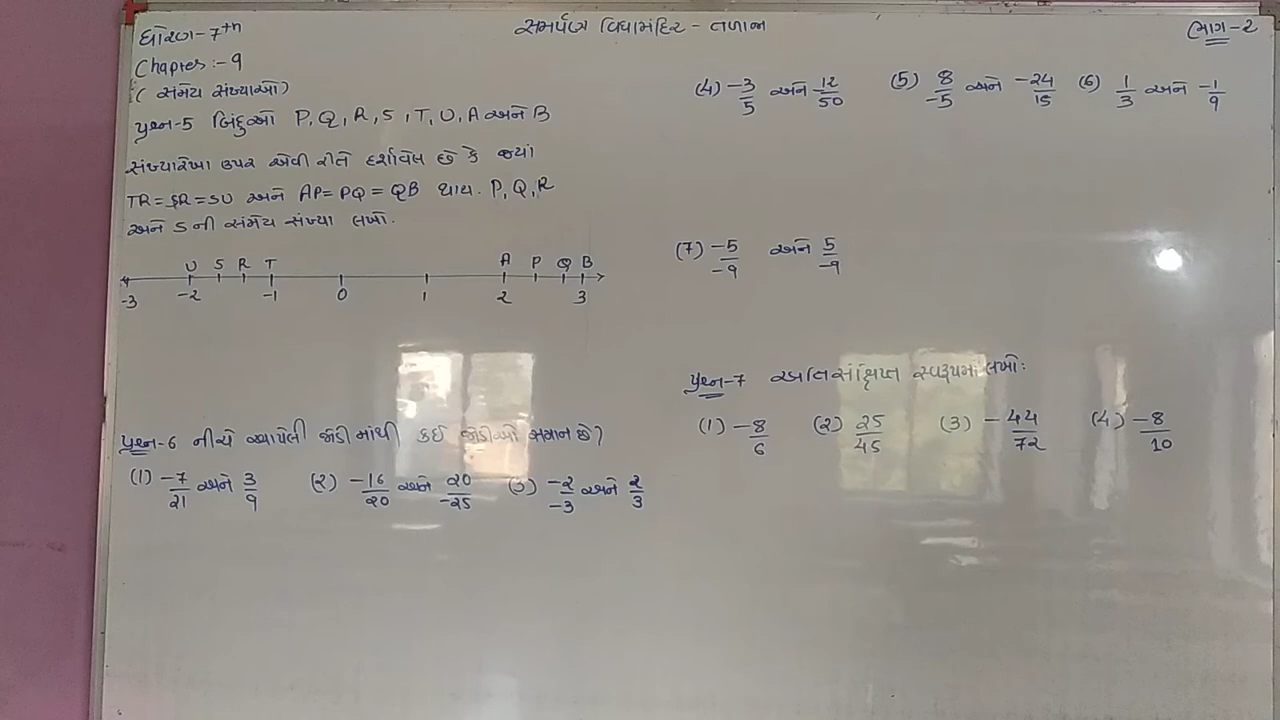 ધોરણ-7th
સમર્પણ વિદ્યામંદિર - તળાજા
ભાગ-2
Chapter :- 9
( સંમેય સંખ્યાઓ )
પ્રશ્ન-5 બિંદુઓ P, Q, R, S, T, U, A અને B
સંખ્યારેખા ઉપર એવી રીતે દર્શાવેલ છે કે જ્યાં
TR = SR = SU અને AP = PQ = QB થાય. P, Q, R
અને S ની સંમેય સંખ્યા લખો.
U S R T A P Q B
-3 -2 -1 0 1 2 3
પ્રશ્ન-6 નીચે આપેલી જોડીમાંથી કઈ જોડીઓ સમાન છે?
(1) -7/21 અને 3/9 (2) -16/20 અને 20/-25 (3) -2/-3 અને 2/3
(4) -3/5 અને 12/50 (5) 8/-5 અને -24/15 (6) 1/3 અને -1/9
(7) -5/-9 અને 5/-9
પ્રશ્ન-7 અતિસંક્ષિપ્ત સ્વરૂપમાં લખો:
(1) -8/6 (2) 25/45 (3) -44/72 (4) -8/10